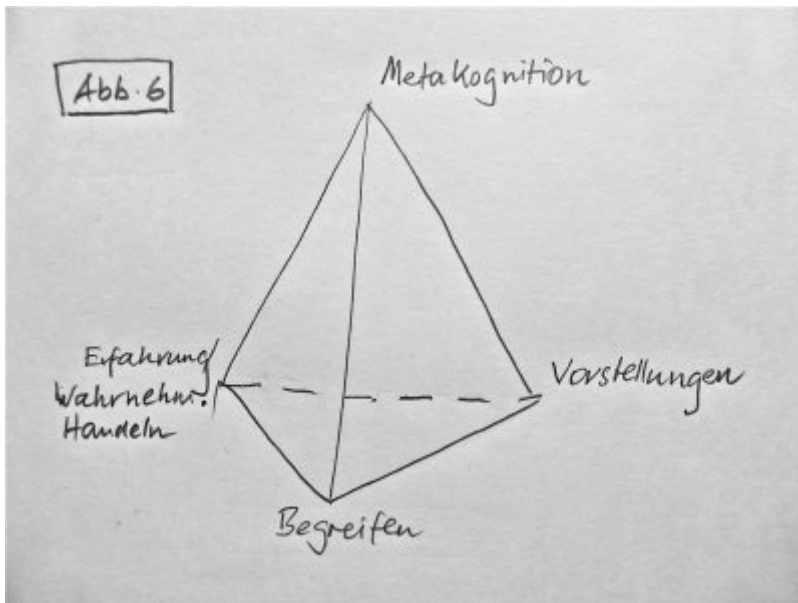 Abb. 6
Metakognition
Erfahrung/
Wahrnehm./
Handeln
Vorstellungen
Begreifen